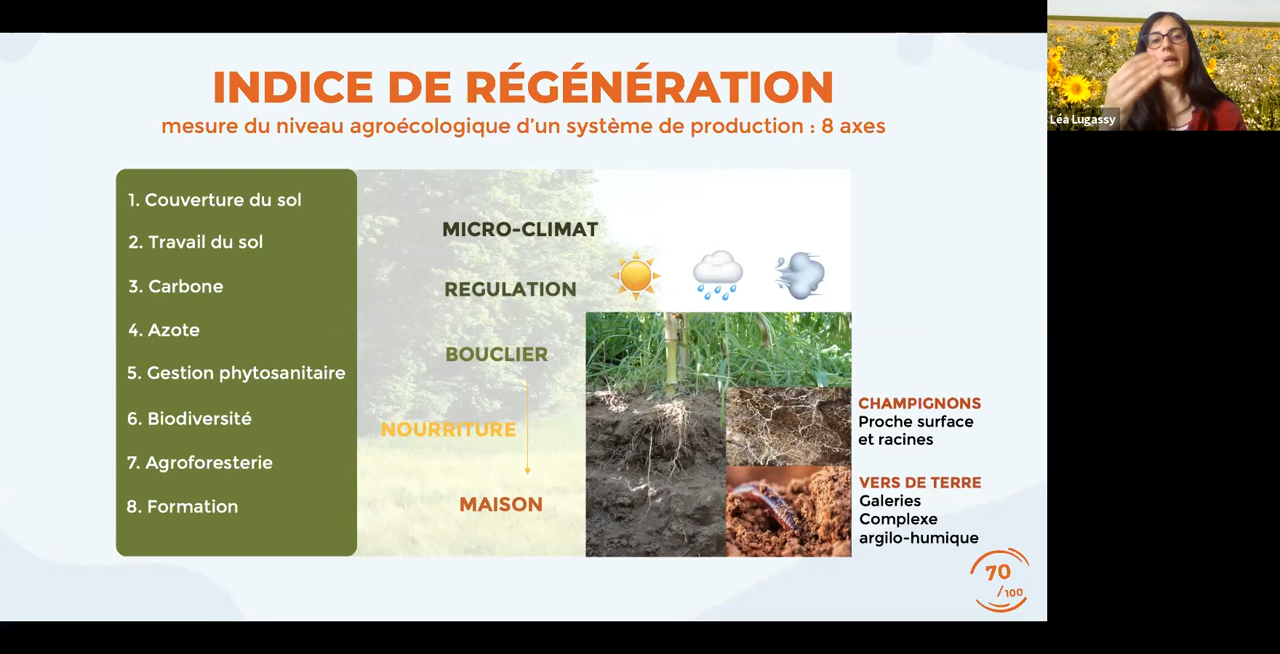 INDICE DE RÉGÉNÉRATION
mesure du niveau agroécologique d'un système de production : 8 axes
1. Couverture du sol
2. Travail du sol
3. Carbone
4. Azote
5. Gestion phytosanitaire
6. Biodiversité
7. Agroforesterie
8. Formation
MICRO-CLIMAT
REGULATION
BOUCLIER
NOURRITURE
MAISON
CHAMPIGNONS
Proche surface
et racines
VERS DE TERRE
Galeries
Complexe
argilo-humique
70
/100
Léa Lugassy